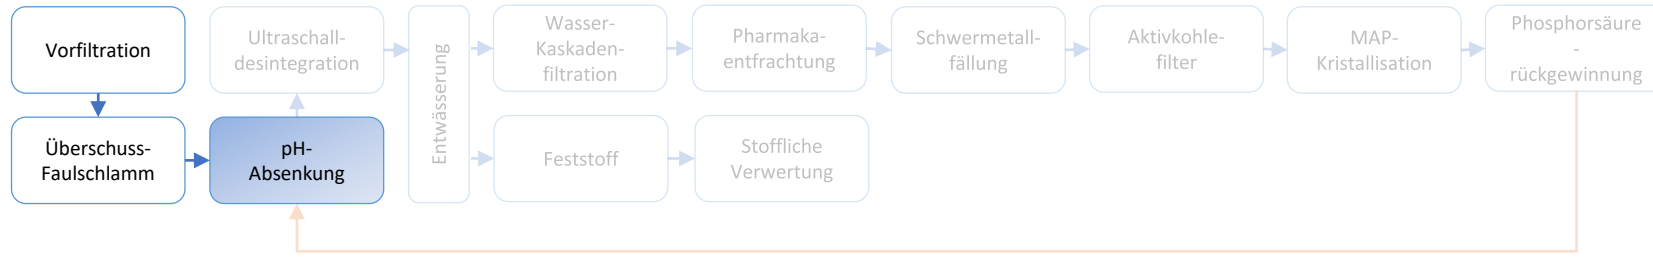 Vorfiltration
Überschuss-
Faulschlamm
pH-
Absenkung
Ultraschall-
desintegration
Entwässerung
Wasser-
Kaskaden-
filtration
Pharmaka-
entfrachtung
Schwermetall-
fällung
Aktivkohle-
filter
MAP-
Kristallisation
Phosphorsäure
-
rückgewinnung
Feststoff
Stoffliche
Verwertung